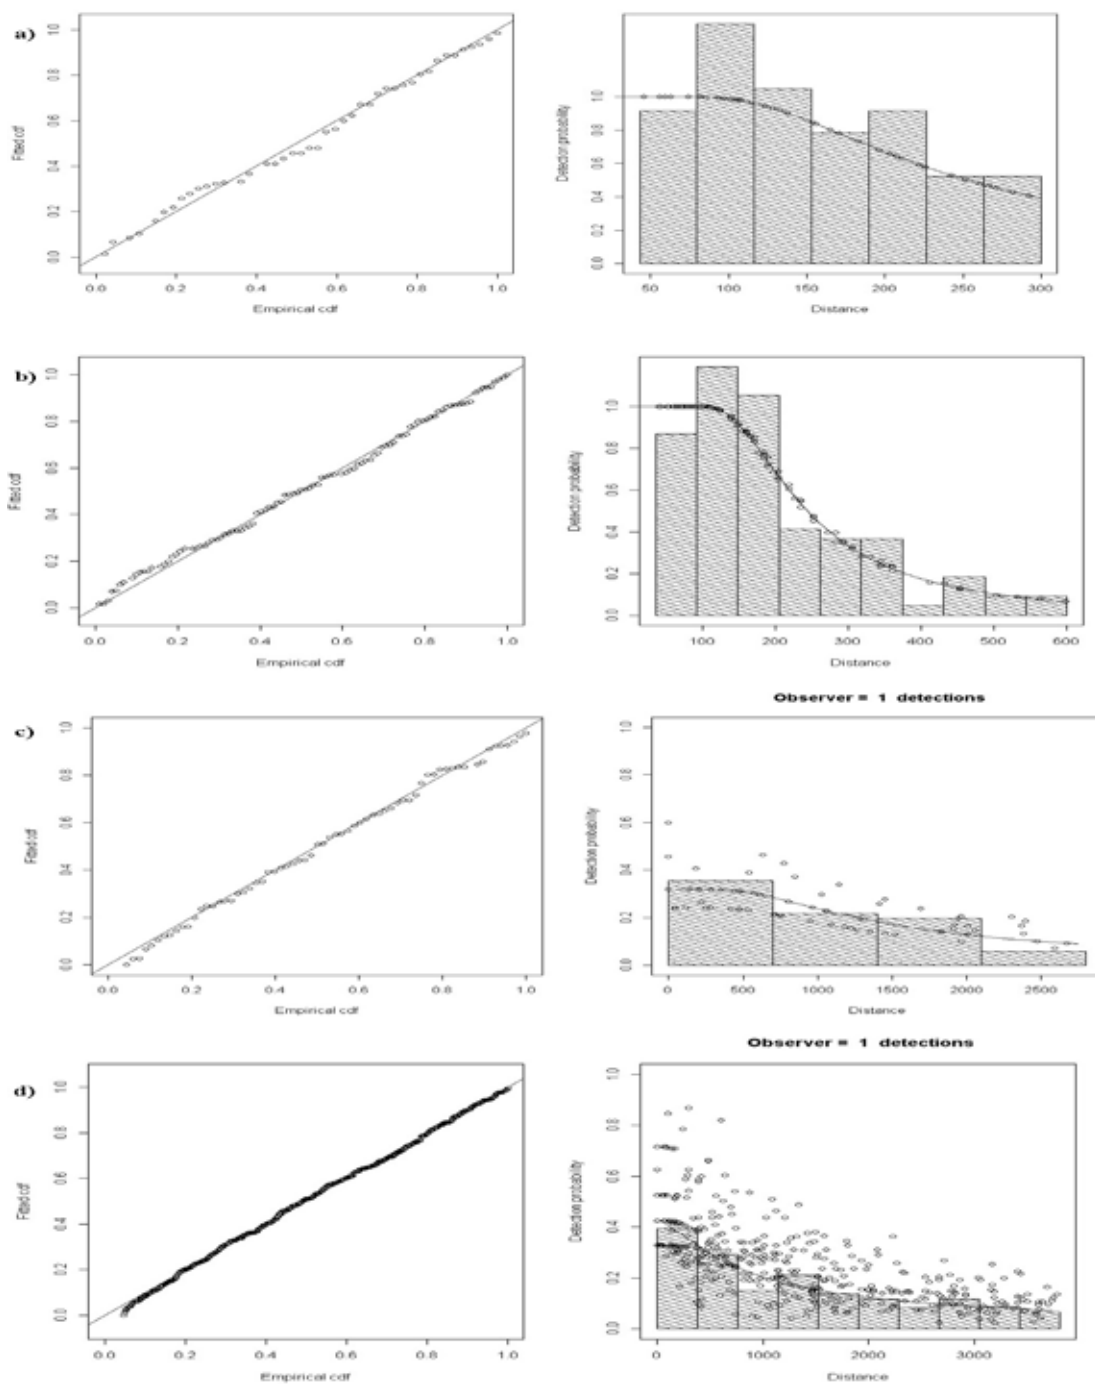 a)
Fitted cdf
0.0 0.2 0.4 0.6 0.8 1.0
0.0 0.2 0.4 0.6 0.8 1.0
Empirical cdf
Detection probability
0.0 0.2 0.4 0.6 0.8 1.0
50 100 150 200 250 300
Distance
b)
Fitted cdf
0.0 0.2 0.4 0.6 0.8 1.0
0.0 0.2 0.4 0.6 0.8 1.0
Empirical cdf
Detection probability
0.0 0.2 0.4 0.6 0.8 1.0
100 200 300 400 500 600
Distance
c)
Fitted cdf
0.0 0.2 0.4 0.6 0.8 1.0
0.0 0.2 0.4 0.6 0.8 1.0
Empirical cdf
Observer = 1 detections
Detection probability
0.0 0.2 0.4 0.6 0.8 1.0
0 500 1000 1500 2000 2500
Distance
d)
Fitted cdf
0.0 0.2 0.4 0.6 0.8 1.0
0.0 0.2 0.4 0.6 0.8 1.0
Empirical cdf
Observer = 1 detections
Detection probability
0.0 0.2 0.4 0.6 0.8 1.0
0 1000 2000 3000
Distance